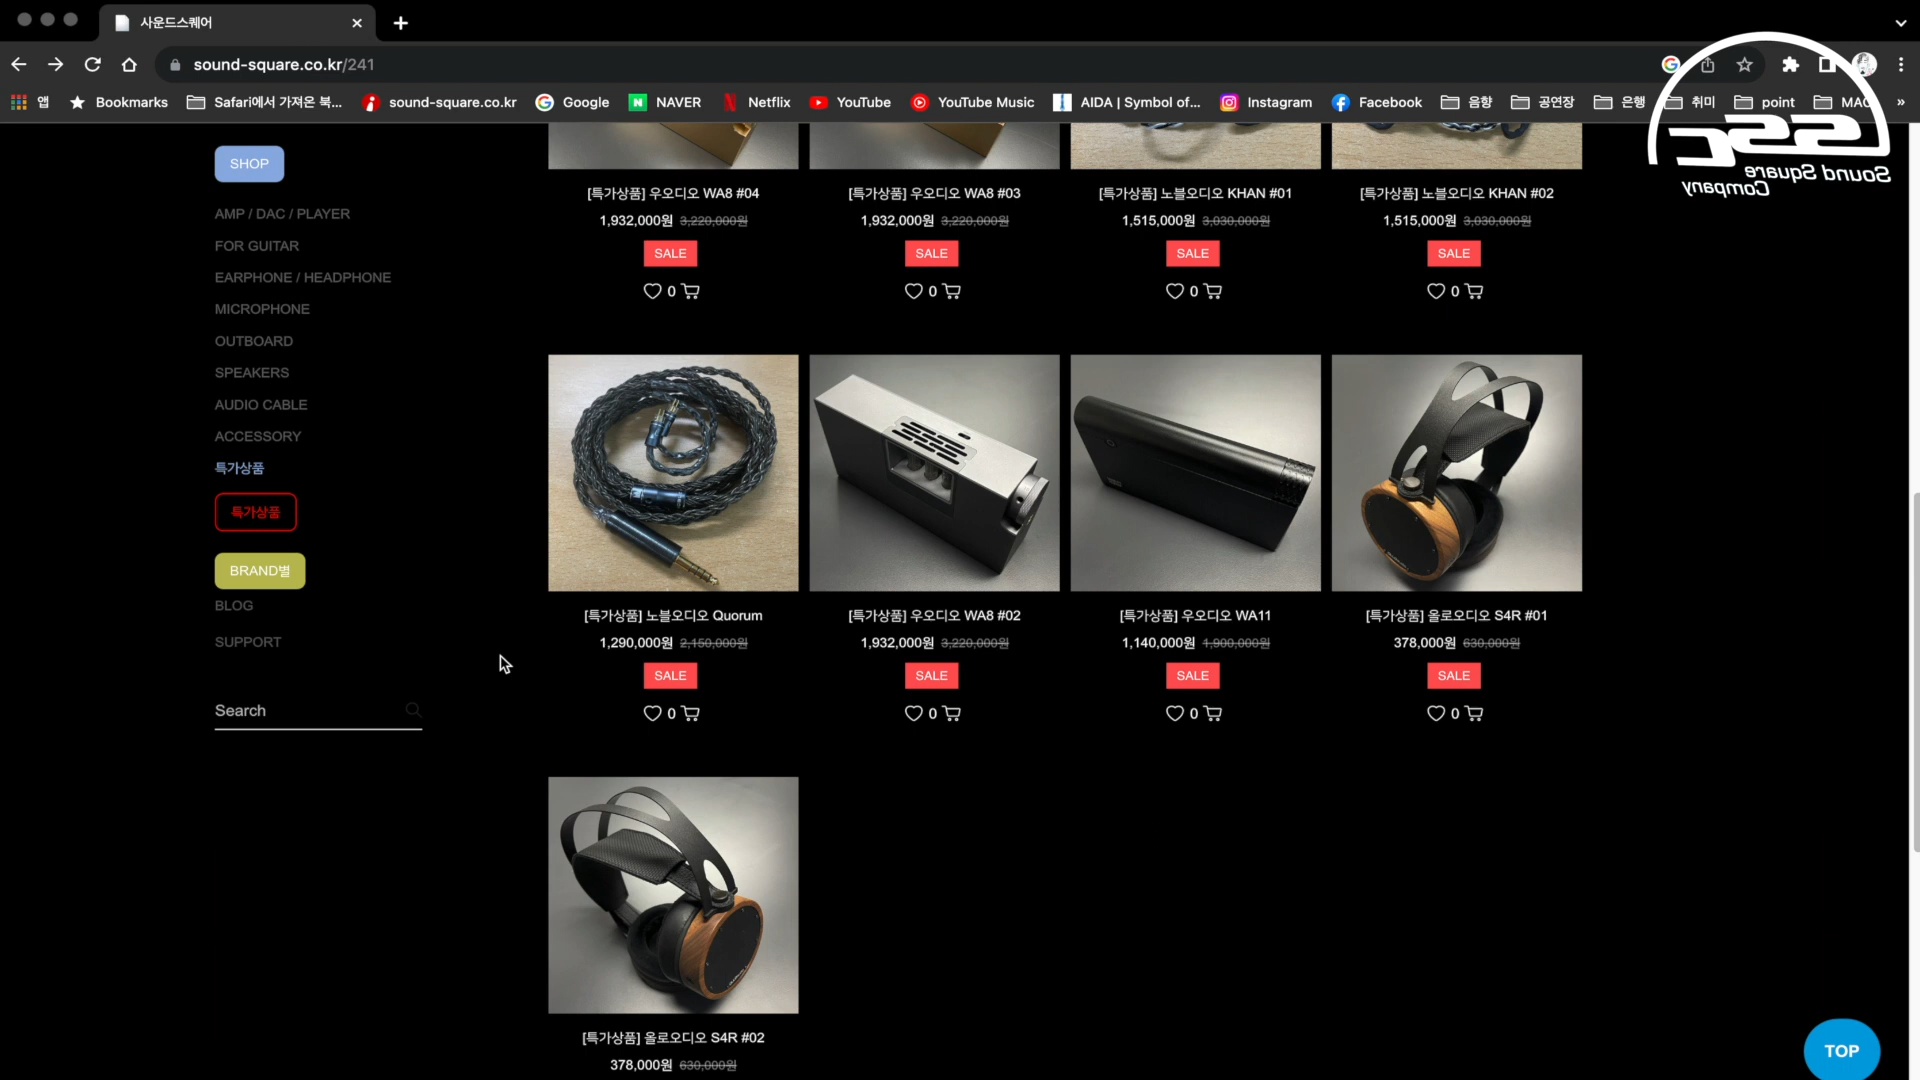 사운드스퀘어
sound-square.co.kr/241
앱 Bookmarks Safari에서 가져온 북... sound-square.co.kr Google NAVER Netflix YouTube YouTube Music AIDA | Symbol of... Instagram Facebook 음향 공연장 은행 취미 point MAC »
ssc
Sound Square
Company
SHOP
AMP / DAC / PLAYER
FOR GUITAR
EARPHONE / HEADPHONE
MICROPHONE
OUTBOARD
SPEAKERS
AUDIO CABLE
ACCESSORY
특가상품
특가상품
BRAND별
BLOG
SUPPORT
Search
[특가상품] 우오디오 WA8 #04
1,932,000원 3,220,000원
SALE
0
[특가상품] 우오디오 WA8 #03
1,932,000원 3,220,000원
SALE
0
[특가상품] 노블오디오 KHAN #01
1,515,000원 3,030,000원
SALE
0
[특가상품] 노블오디오 KHAN #02
1,515,000원 3,030,000원
SALE
0
[특가상품] 노블오디오 Quorum
1,290,000원 2,150,000원
SALE
0
[특가상품] 우오디오 WA8 #02
1,932,000원 3,220,000원
SALE
0
[특가상품] 우오디오 WA11
1,140,000원 1,900,000원
SALE
0
[특가상품] 올로오디오 S4R #01
378,000원 630,000원
SALE
0
[특가상품] 올로오디오 S4R #02
378,000원 630,000원
TOP